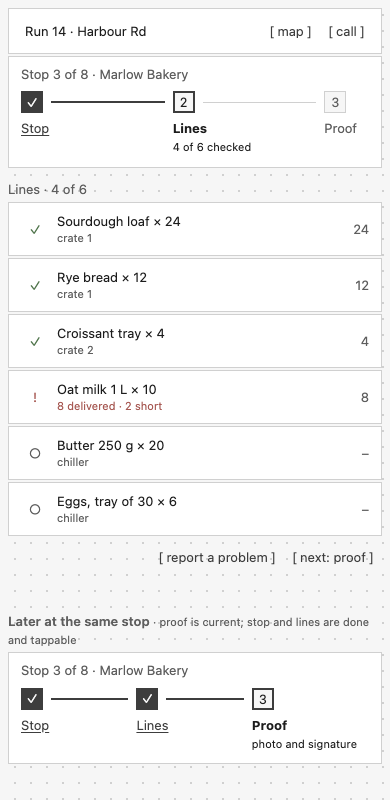 Run 14 · Harbour Rd [ map ] [ call ]
Stop 3 of 8 · Marlow Bakery
2 3
Stop Lines Proof
4 of 6 checked
Lines · 4 of 6
Sourdough loaf × 24 24
crate 1
Rye bread × 12 12
crate 1
Croissant tray × 4 4
crate 2
! Oat milk 1 L × 10 8
8 delivered · 2 short
Butter 250 g × 20 –
chiller
Eggs, tray of 30 × 6 –
chiller
[ report a problem ] [ next: proof ]
Later at the same stop · proof is current; stop and lines are done
and tappable
Stop 3 of 8 · Marlow Bakery
3
Stop Lines Proof
photo and signature